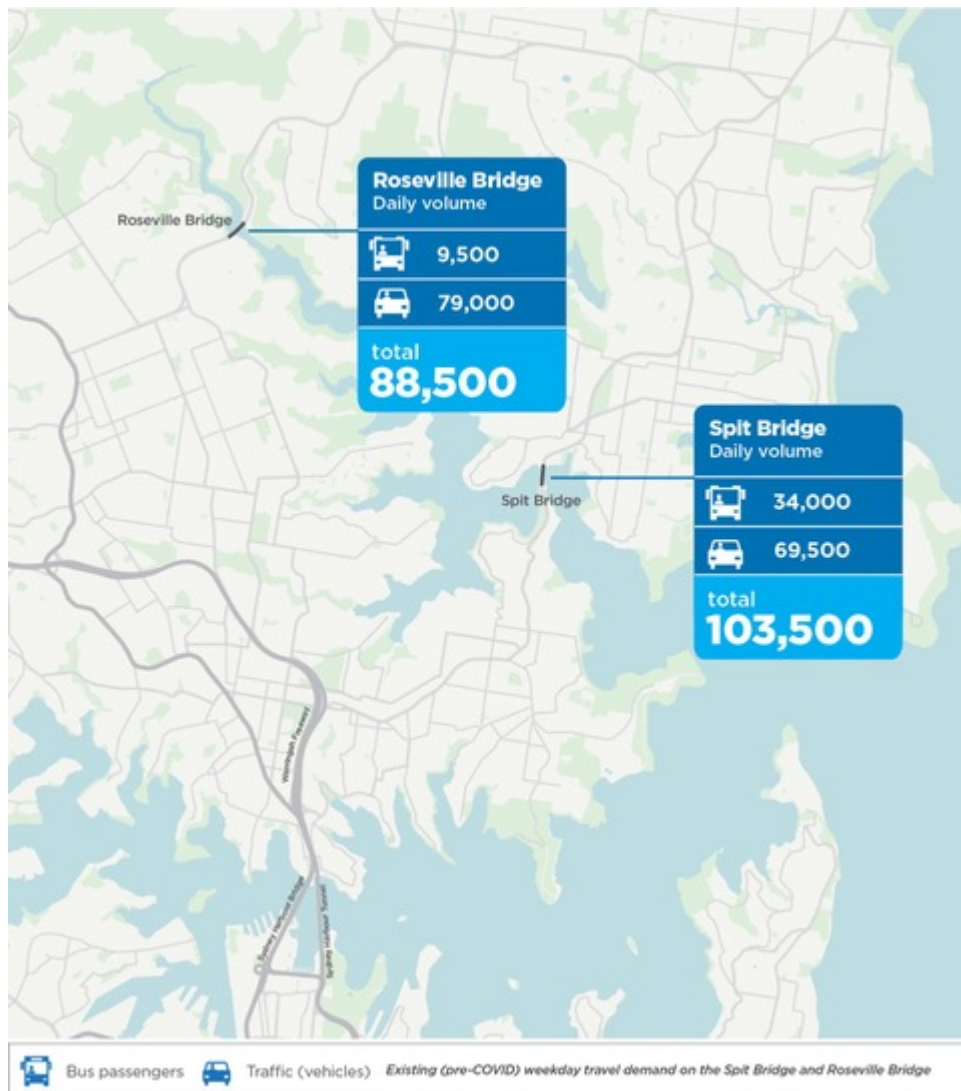 Roseville Bridge
Roseville Bridge
Daily volume
9,500
79,000
total
88,500
Spit Bridge
Spit Bridge
Daily volume
34,000
69,500
total
103,500
Warringah Freeway
Sydney Harbour Bridge
Sydney Harbour Tunnel
Bus passengers
Traffic (vehicles)
Existing (pre-COVID) weekday travel demand on the Spit Bridge and Roseville Bridge